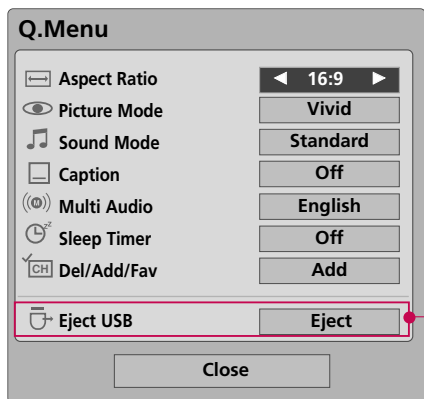 Q.Menu
Aspect Ratio ◄ 16:9 ►
Picture Mode Vivid
Sound Mode Standard
Caption Off
Multi Audio English
Sleep Timer Off
CH Del/Add/Fav Add
Eject USB Eject
Close